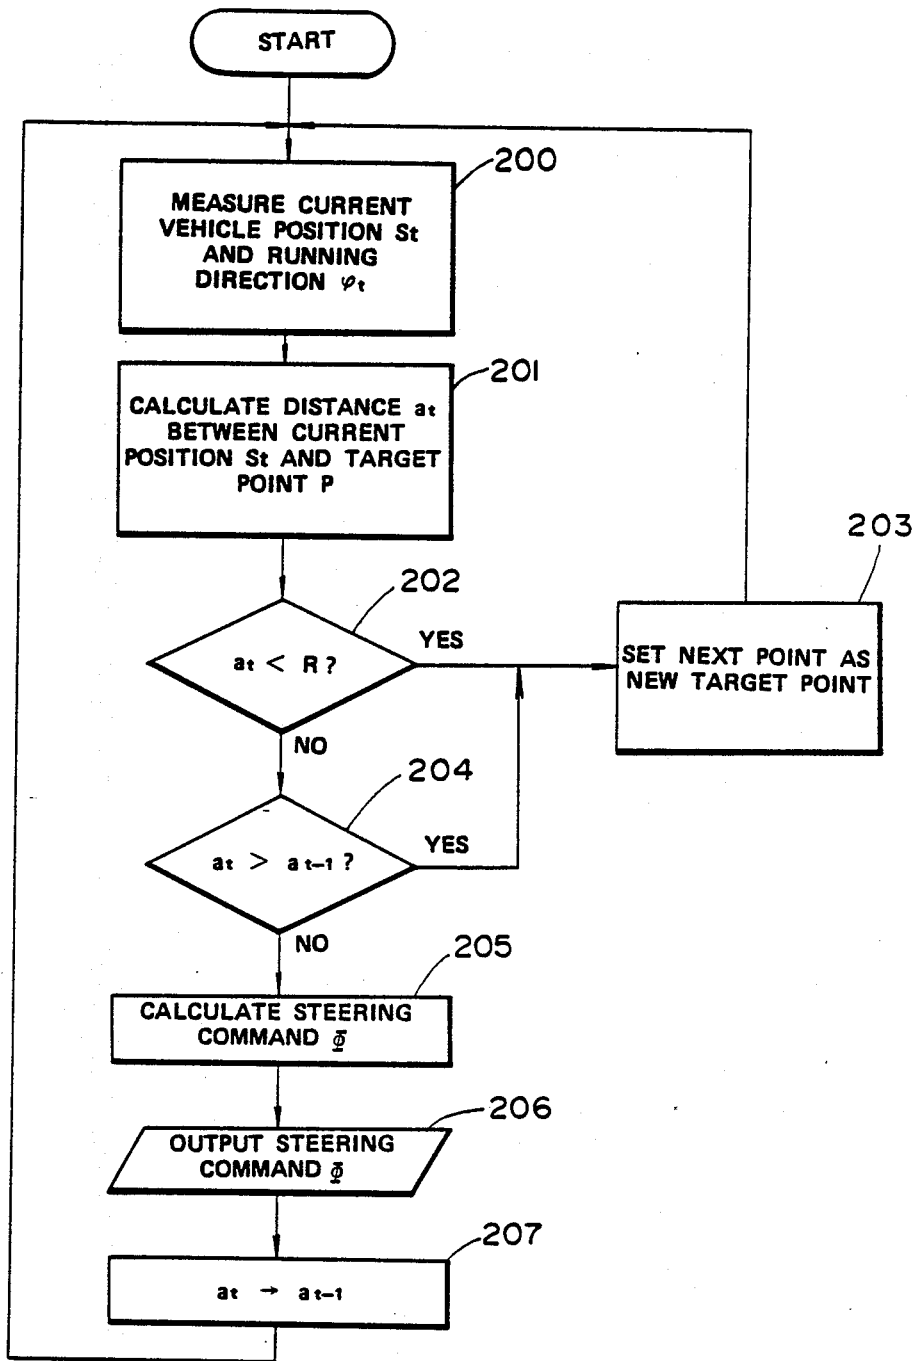 START
200
MEASURE CURRENT
VEHICLE POSITION St
AND RUNNING
DIRECTION φt
201
CALCULATE DISTANCE at
BETWEEN CURRENT
POSITION St AND TARGET
POINT P
203
202
at < R ?
YES
SET NEXT POINT AS
NEW TARGET POINT
NO
204
at > at-1 ?
YES
NO
205
CALCULATE STEERING
COMMAND Φ
206
OUTPUT STEERING
COMMAND Φ
207
at → at-1